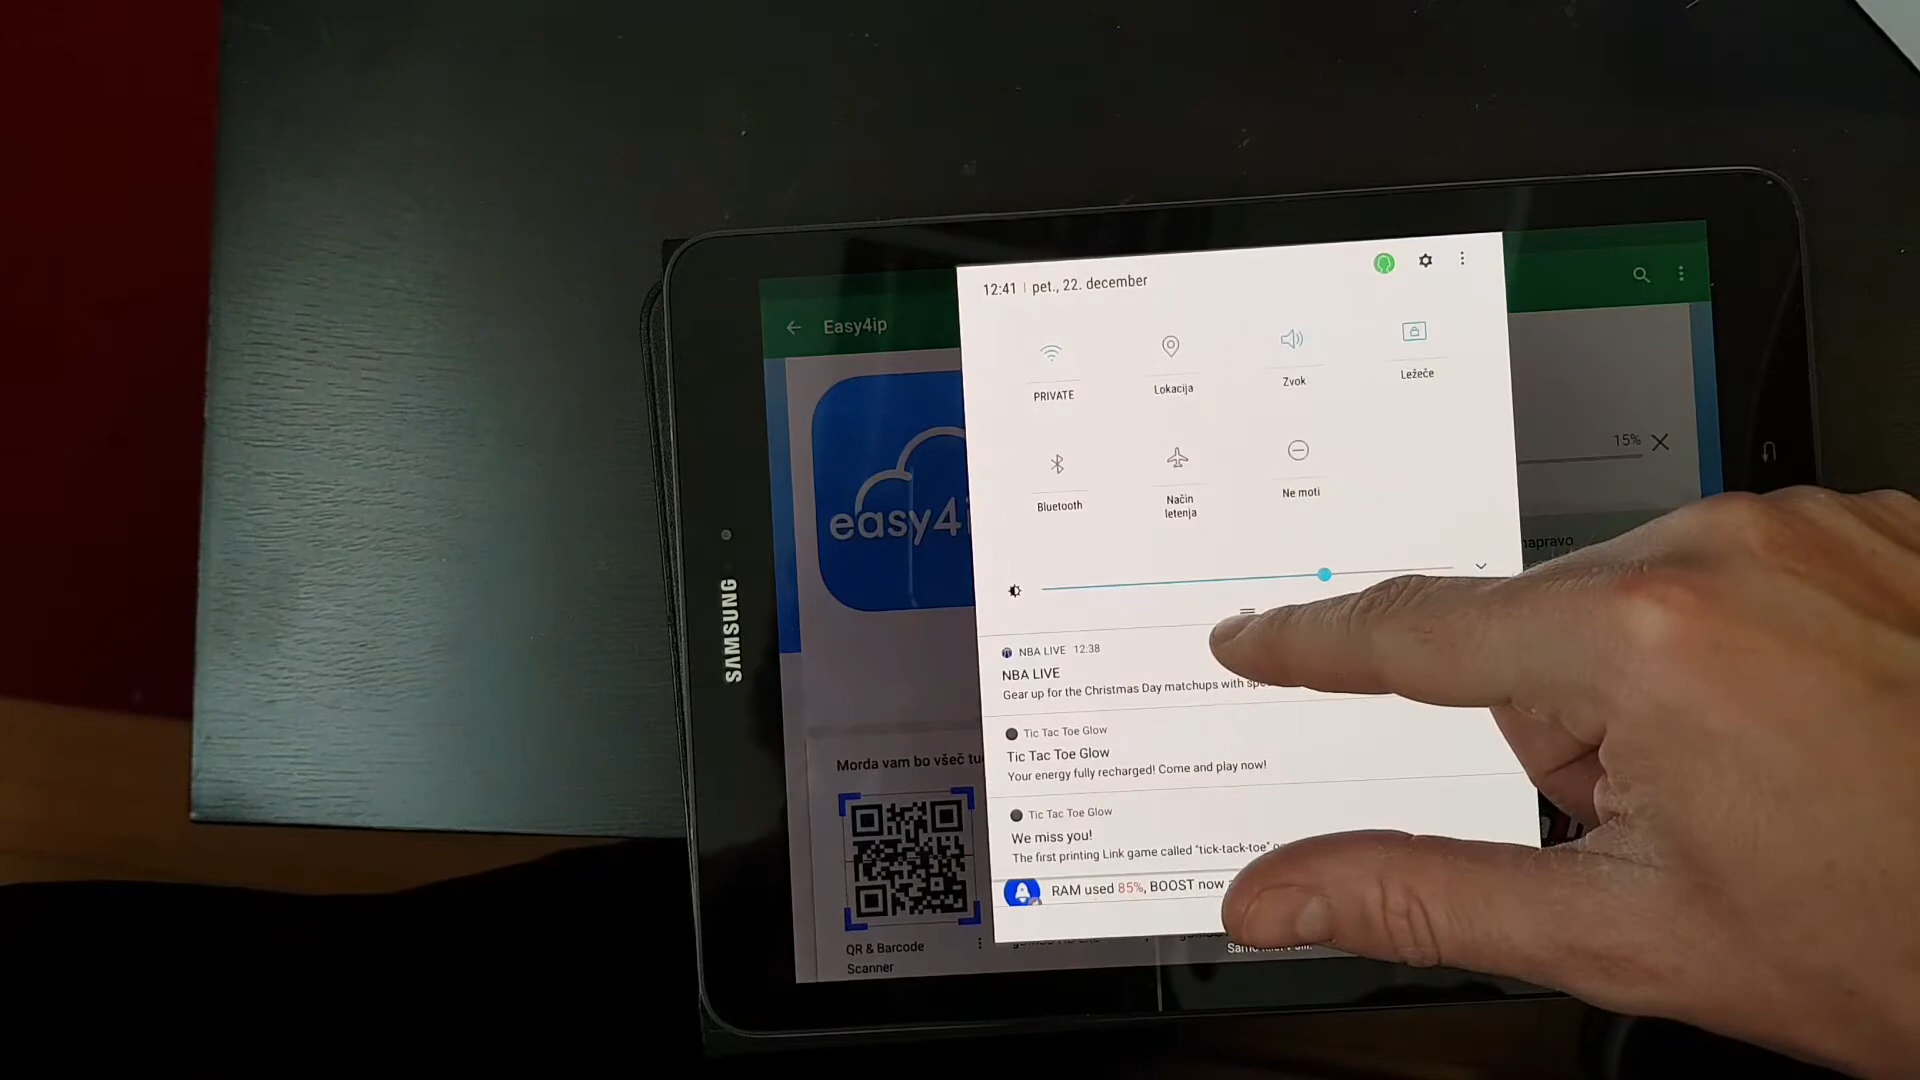 12:41 pet., 22. december
Easy4ip
PRIVATE
Lokacija
Zvok
Ležeče
15%
easy4
Bluetooth
Način
letenja
Ne moti
napravo
SAMSUNG
NBA LIVE 12:38
NBA LIVE
Gear up for the Christmas Day matchups with
Tic Tac Toe Glow
Tic Tac Toe Glow
Your energy fully recharged! Come and play now!
Morda vam bo všeč
Tic Tac Toe Glow
We miss you!
The first printing Link game called "tick-tack-toe"
RAM used 85%, BOOST now
QR & Barcode
Scanner